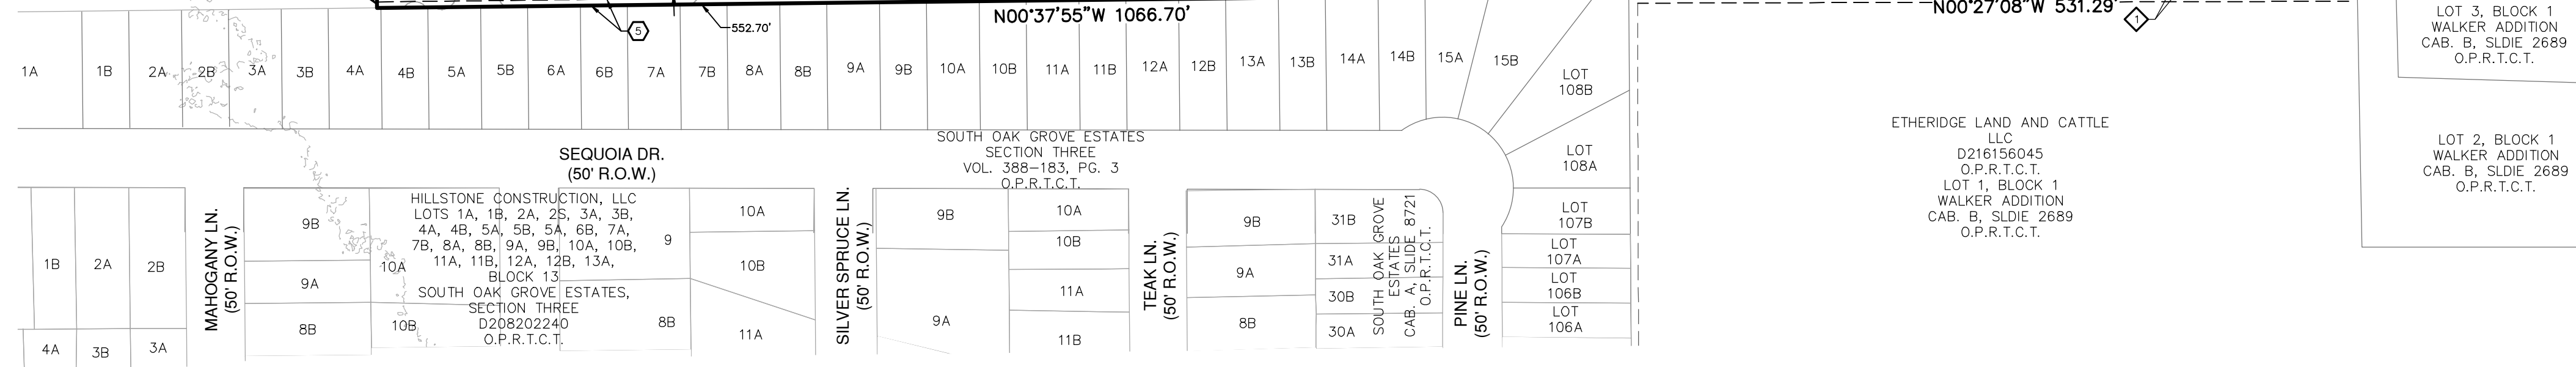 N00°37'55"W 1066.70'
N00°27'08"W 531.29'
5
552.70'
1
LOT 3, BLOCK 1
WALKER ADDITION
CAB. B, SLDIE 2689
O.P.R.T.C.T.
1A 1B 2A 2B 3A 3B 4A 4B 5A 5B 6A 6B 7A 7B 8A 8B 9A 9B 10A 10B 11A 11B 12A 12B 13A 13B 14A 14B 15A 15B
LOT
108B
LOT
108A
SEQUOIA DR.
(50' R.O.W.)
SOUTH OAK GROVE ESTATES
SECTION THREE
VOL. 388-183, PG. 3
O.P.R.T.C.T.
ETHERIDGE LAND AND CATTLE
LLC
D216156045
O.P.R.T.C.T.
LOT 1, BLOCK 1
WALKER ADDITION
CAB. B, SLDIE 2689
O.P.R.T.C.T.
LOT 2, BLOCK 1
WALKER ADDITION
CAB. B, SLDIE 2689
O.P.R.T.C.T.
1B
2A
2B
4A
3B
3A
MAHOGANY LN.
(50' R.O.W.)
9B
9A
8B
10A
10B
HILLSTONE CONSTRUCTION, LLC
LOTS 1A, 1B, 2A, 2S, 3A, 3B,
4A, 4B, 5A, 5B, 5A, 6B, 7A,
7B, 8A, 8B, 9A, 9B, 10A, 10B,
11A, 11B, 12A, 12B, 13A,
BLOCK 13
SOUTH OAK GROVE ESTATES,
SECTION THREE
D208202240
O.P.R.T.C.T.
9
8B
10A
10B
11A
SILVER SPRUCE LN.
(50' R.O.W.)
9B
9A
10A
10B
11A
11B
TEAK LN.
(50' R.O.W.)
9B
9A
8B
31B
31A
30B
30A
SOUTH OAK GROVE
ESTATES
CAB. A, SLIDE 8721
O.P.R.T.C.T.
PINE LN.
(50' R.O.W.)
LOT
107B
LOT
107A
LOT
106B
LOT
106A